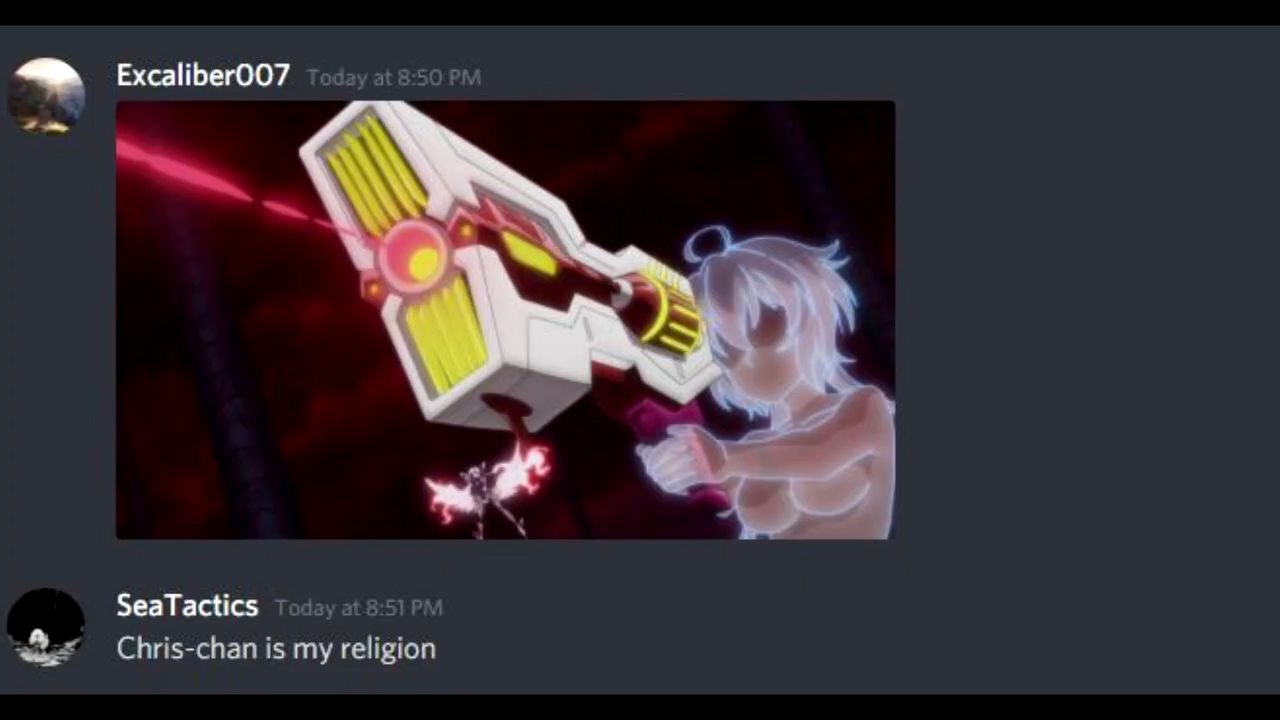 Excaliber007 Today at 8:50 PM
SeaTactics Today at 8:51 PM
Chris-chan is my religion